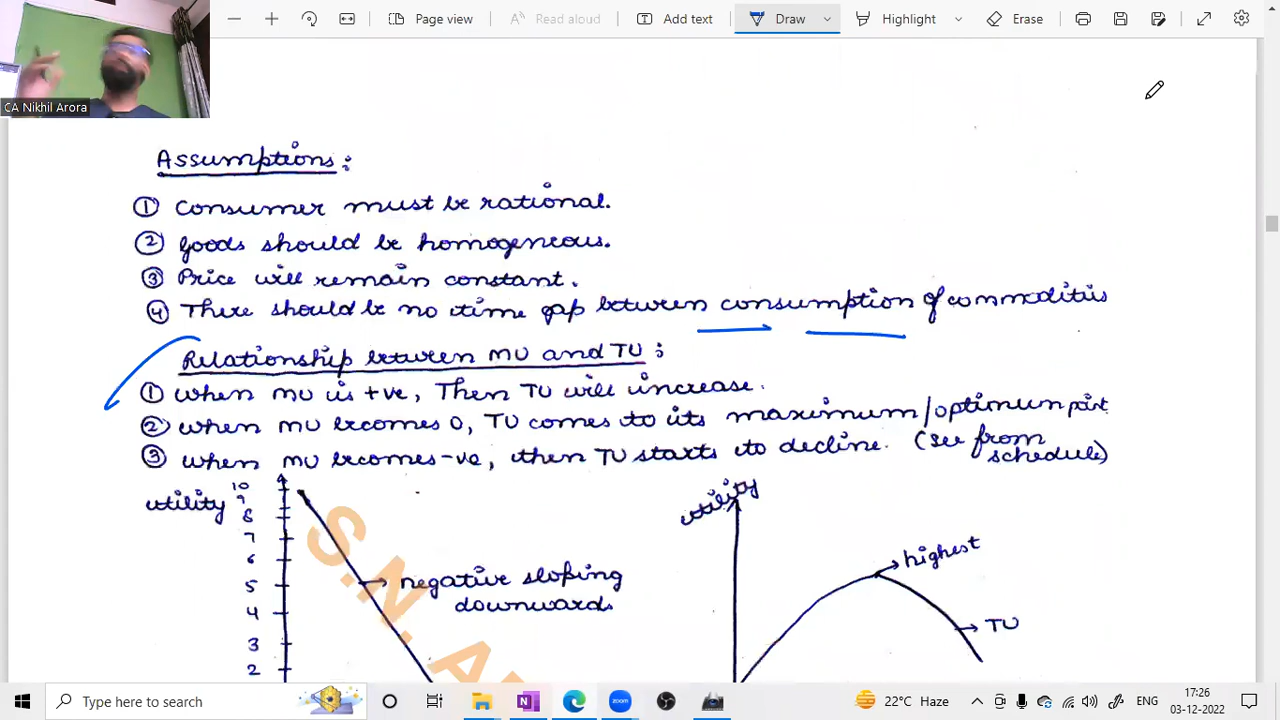 Page view
Read aloud
Add text
Draw
Highlight
Erase
CA Nikhil Arora
Assumptions:
① Consumer must be rational.
② Goods should be homogeneous.
③ Price will remain constant.
④ There should be no time gap between consumption of commodities
Relationship between MU and TU:
① when MU is +ve, Then TU will increase.
② when MU becomes 0, TU comes to its maximum/optimum point
③ when MU becomes -ve, then TU starts to decline. (see from schedule)
utility
10
9
8
7
6
5
4
3
2
negative sloping
downwards
utility
highest
TU
S.N. A
Type here to search
22°C Haze
ENG
17:26
03-12-2022